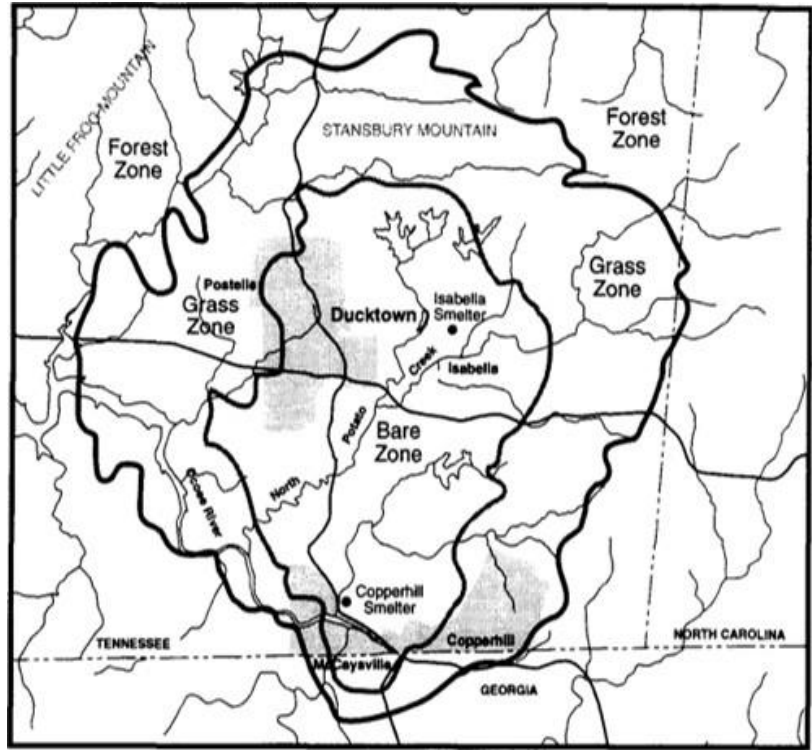 LITTLE FROG MOUNTAIN
Forest
Zone
STANSBURY MOUNTAIN
Forest
Zone
Postelle
Grass
Zone
Ducktown
Isabella
Smelter
Grass
Zone
Creek
Isabella
Potato
Bare
Zone
North
Ocoee River
Copperhill
Smelter
TENNESSEE
McCaysville
Copperhill
NORTH CAROLINA
GEORGIA